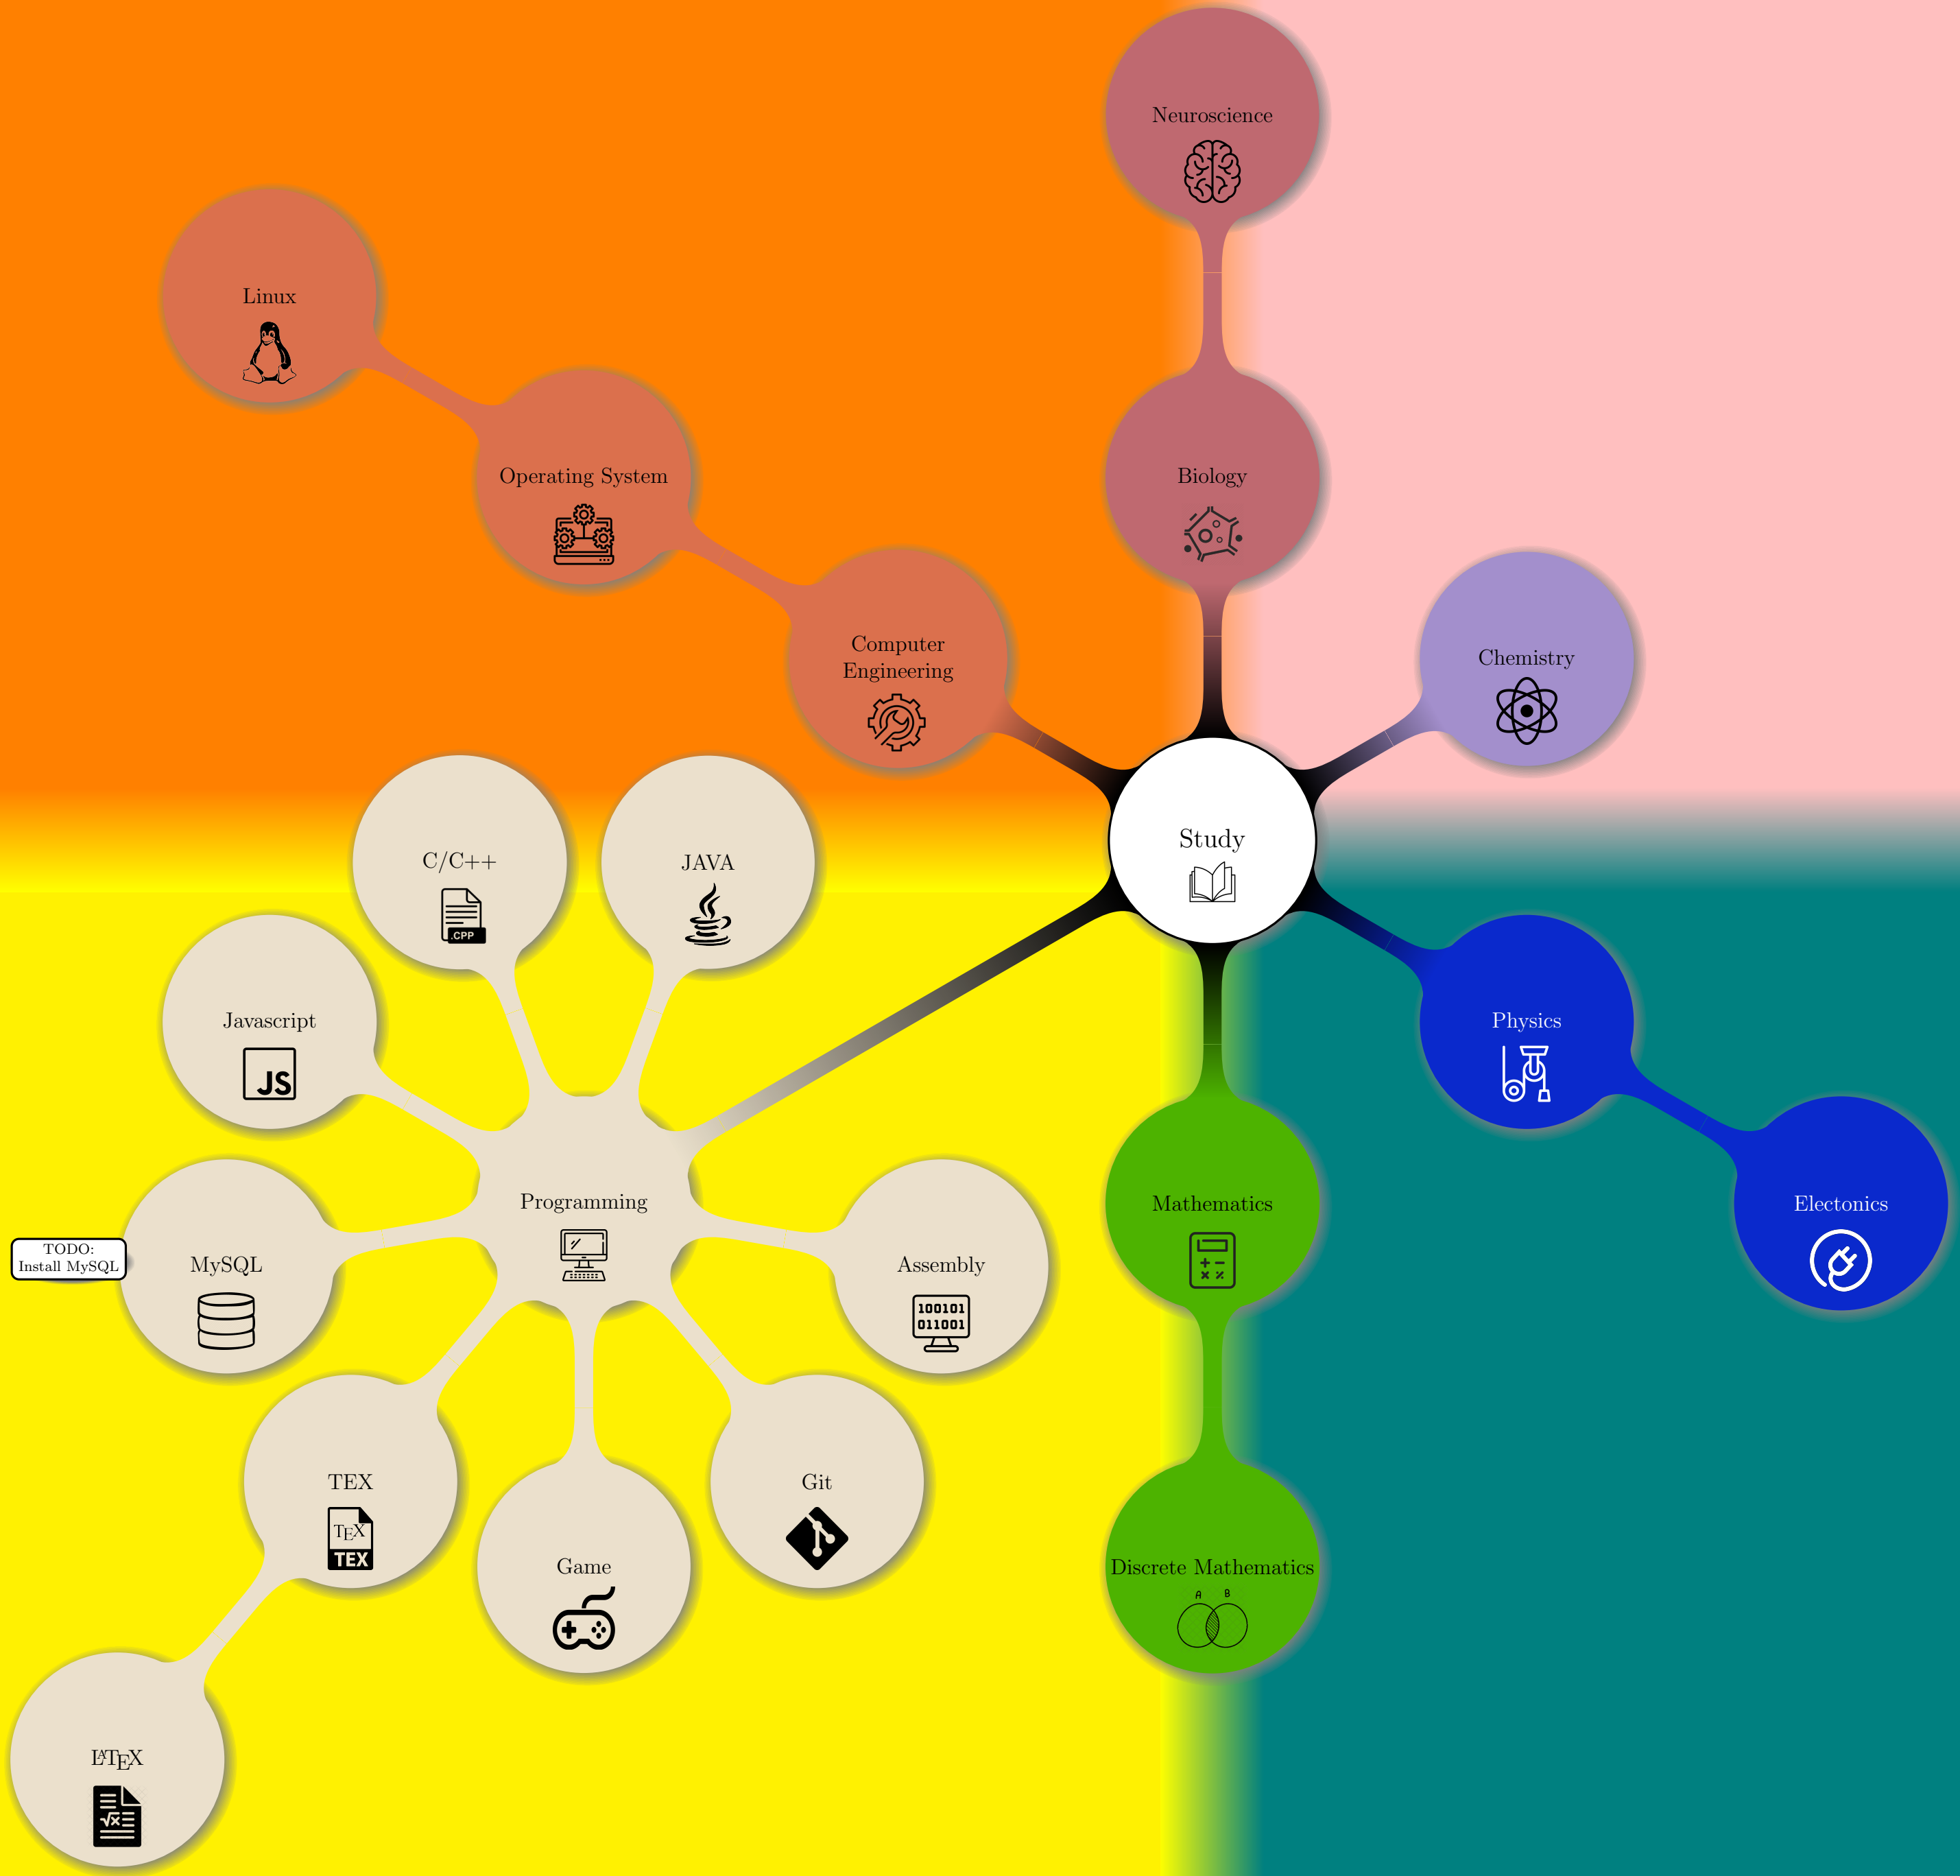 Neuroscience
Linux
Operating System
Biology
Computer
Engineering
Chemistry
Study
C/C++
.CPP
JAVA
Javascript
JS
Physics
Programming
Mathematics
Electonics
TODO:
Install MySQL
MySQL
Assembly
100101
011001
TEX
TEX
TEX
Git
Game
Discrete Mathematics
A B
LATEX
√x